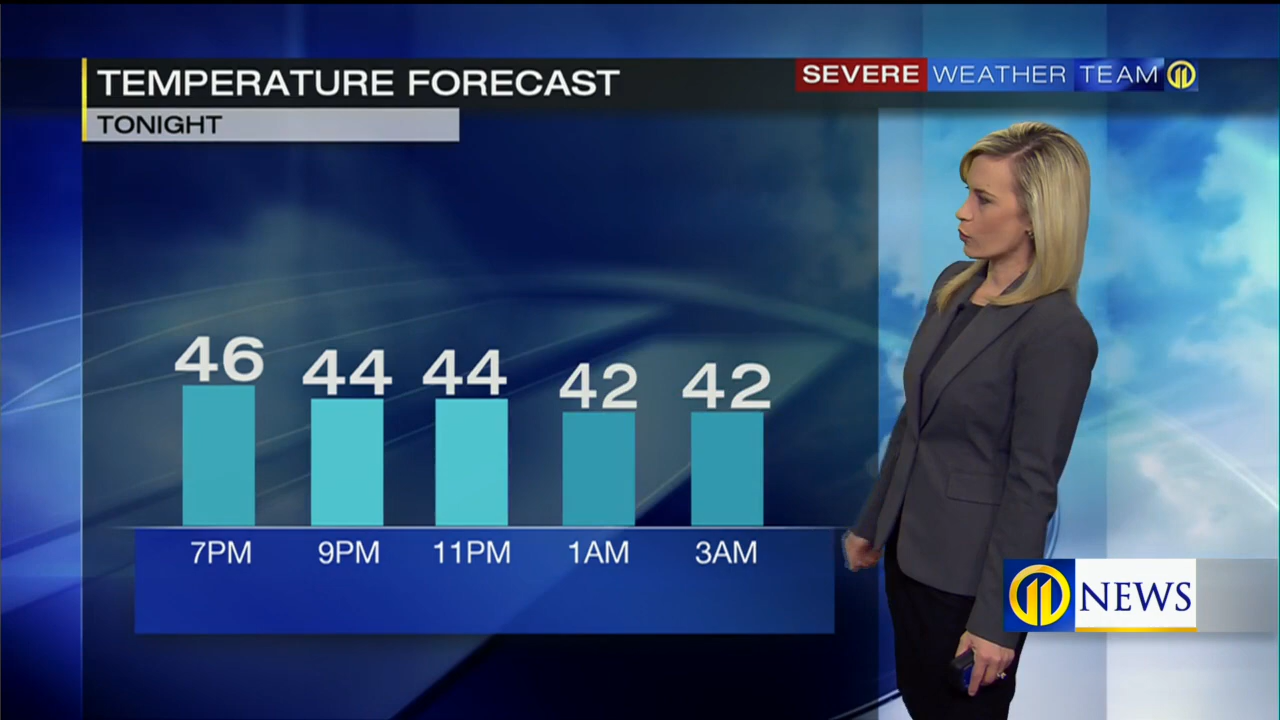 TEMPERATURE FORECAST
SEVERE WEATHER TEAM 11
TONIGHT
46 44 44 42 42
7PM 9PM 11PM 1AM 3AM
11 NEWS